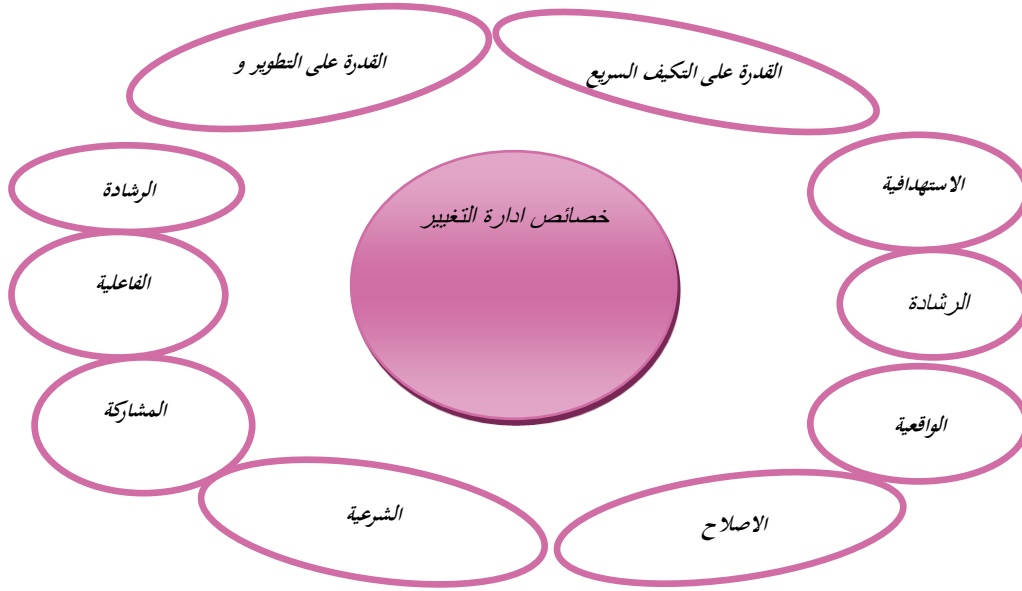 القدرة على التكيف السريع
القدرة على التطوير و
الاستهدافية
الرشادة
خصائص ادارة التغيير
الرشادة
الفاعلية
الواقعية
المشاركة
الشرعية
الاصلاح